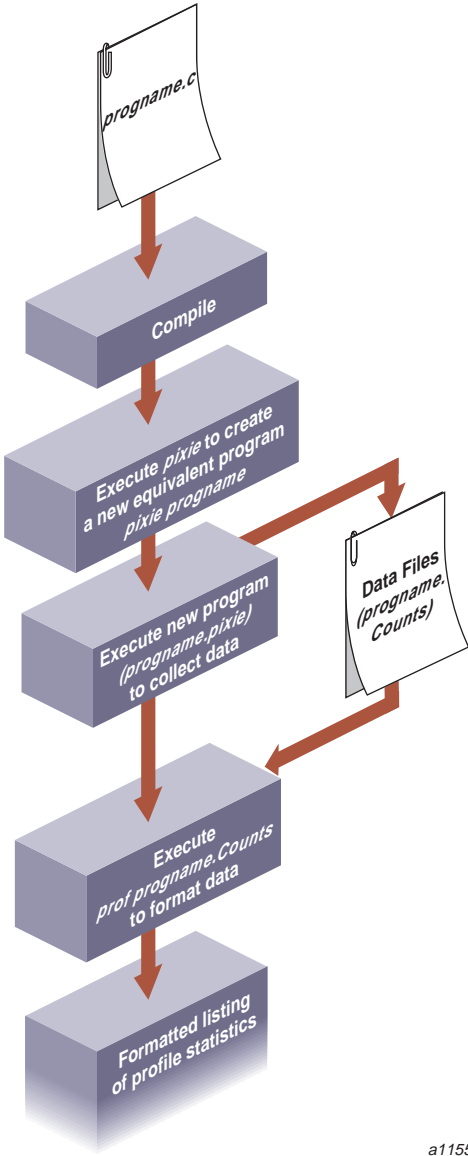 progname.c
Compile
Execute pixie to create
a new equivalent program
pixie progname
Execute new program
(progname.pixie)
to collect data
Data Files
(progname.
Counts)
Execute
prof progname.Counts
to format data
Formatted listing
of profile statistics
a1155